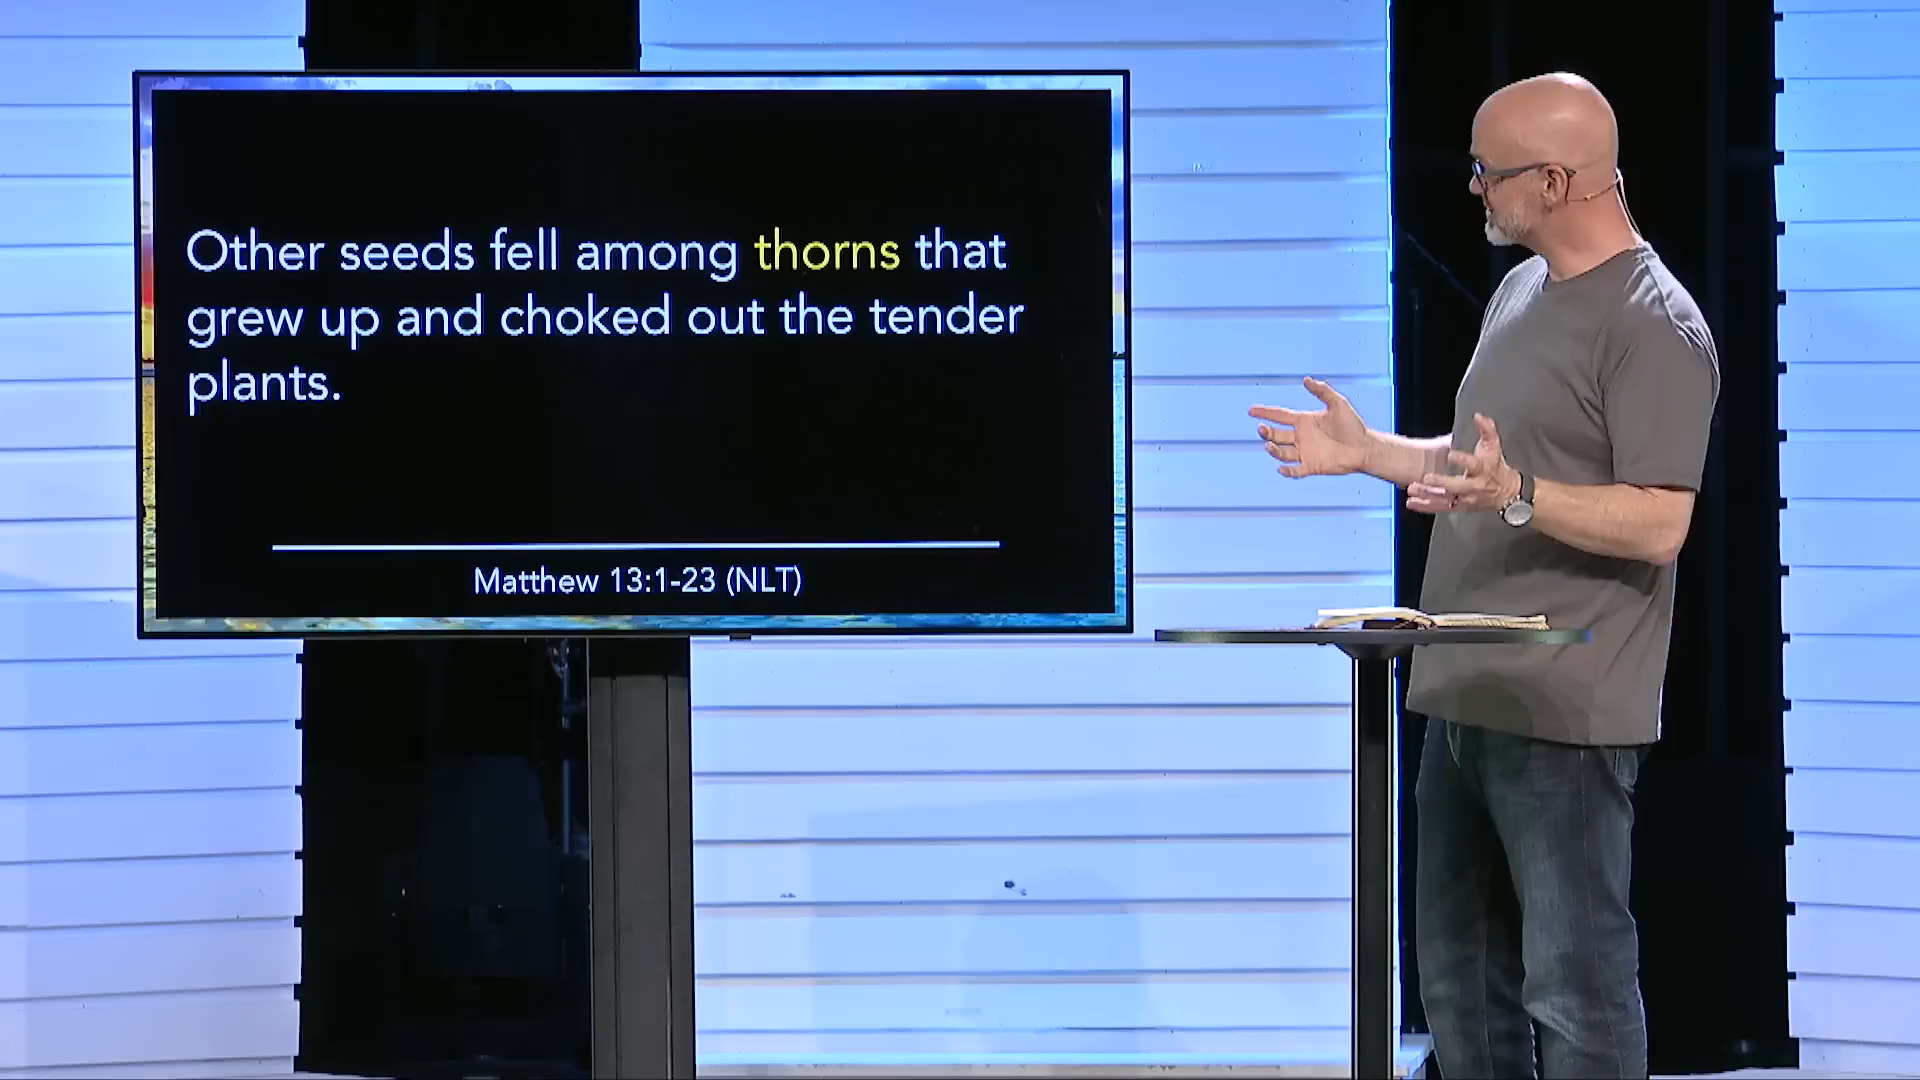 Other seeds fell among thorns that
grew up and choked out the tender
plants.
Matthew 13:1-23 (NLT)